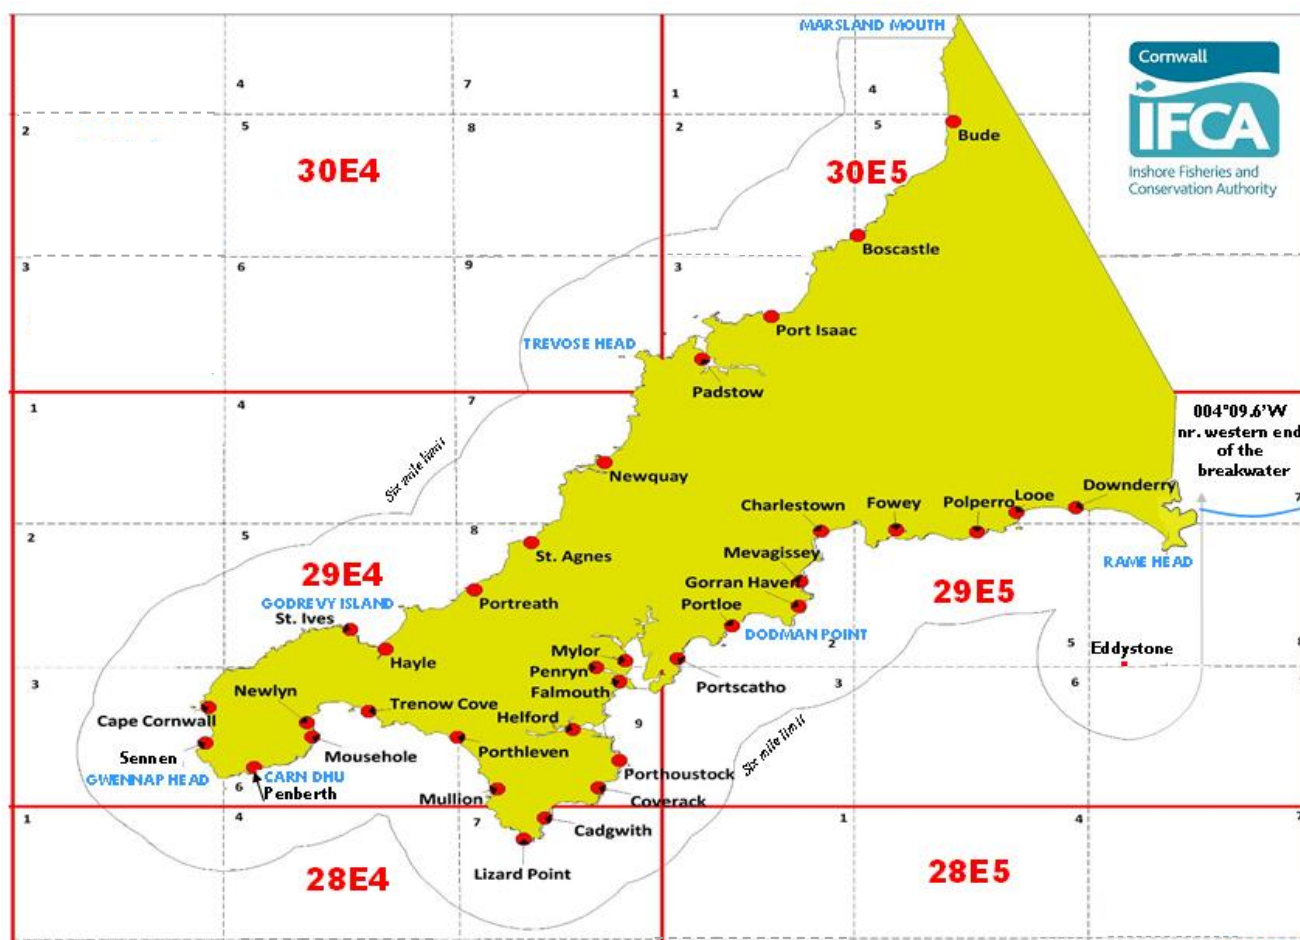 MARSLAND MOUTH
Cornwall
IFCA
Inshore Fisheries and
Conservation Authority
4
7
1
4
2
5
8
2
5
Bude
30E4
30E5
3
6
9
3
Boscastle
Port Isaac
TREVOSE HEAD
Padstow
1
4
7
004°09.6'W
nr. western end
of the
breakwater
Six mile limit
Newquay
Charlestown
Fowey
Polperro
Looe
Downderry
7
2
5
8
St. Agnes
Mevagissey
RAME HEAD
29E4
Gorran Haven
29E5
GODREVY ISLAND
Portreath
Portloe
St. Ives
DODMAN POINT
2
5
Eddystone
8
Hayle
Mylor
Penryn
3
Falmouth
Portscatho
3
6
Newlyn
Trenow Cove
Cape Cornwall
Helford
9
Sennen
Mousehole
Porthleven
Six mile limit
GWENNAP HEAD
CARN DHU
Porthoustock
6
Penberth
Mullion
Coverack
1
4
7
Cadgwith
1
4
7
Lizard Point
28E4
28E5